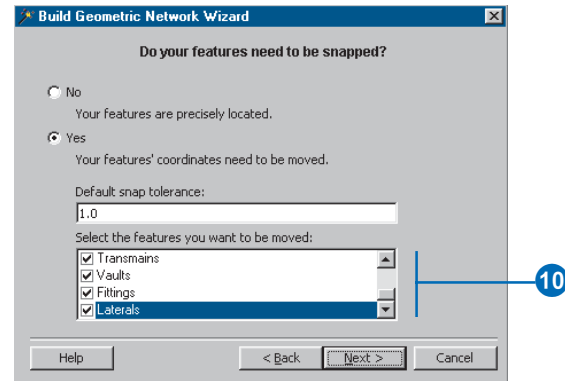 Build Geometric Network Wizard
Do your features need to be snapped?
No
Your features are precisely located.
Yes
Your features' coordinates need to be moved.
Default snap tolerance:
1.0
Select the features you want to be moved:
Transmains
Vaults
Fittings
Laterals
10
Help
< Back
Next >
Cancel